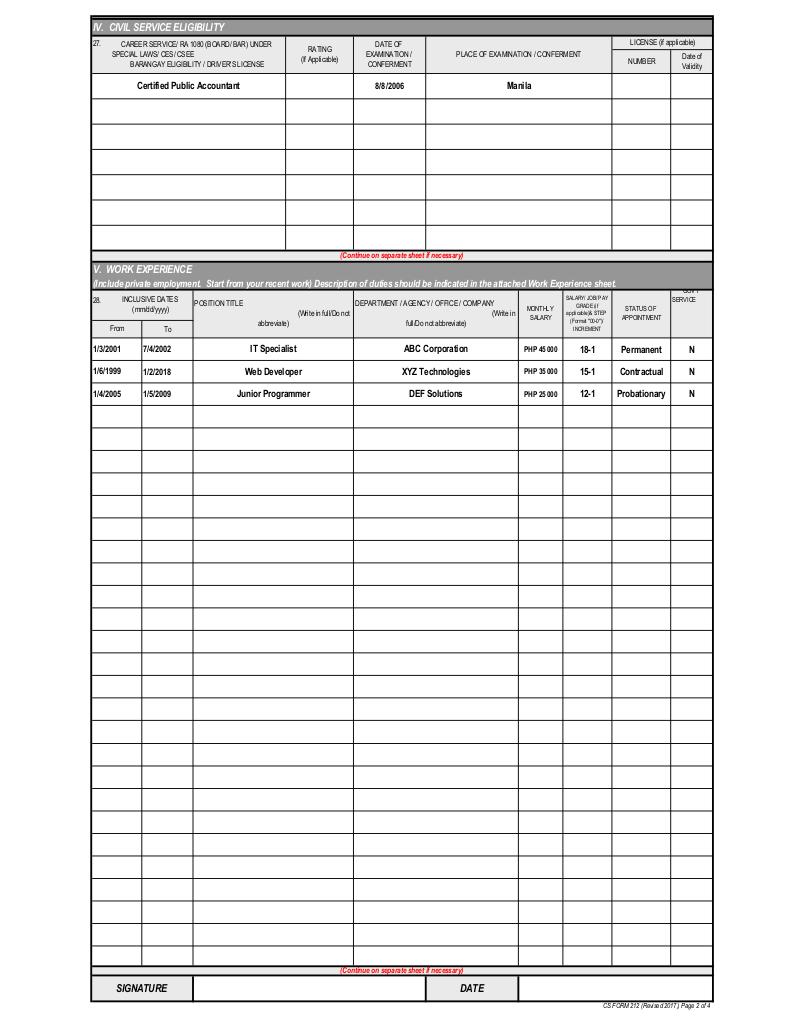 IV. CIVIL SERVICE ELIGIBILITY
27. CAREER SERVICE/ RA 1080 (BOARD/ BAR) UNDER
SPECIAL LAWS/ CES/ CSEE
BARANGAY ELIGIBILITY / DRIVER'S LICENSE
RATING
(If Applicable)
DATE OF
EXAMINATION /
CONFERMENT
PLACE OF EXAMINATION / CONFERMENT
LICENSE (if applicable)
NUMBER
Date of
Validity
Certified Public Accountant 8/8/2006 Manila
(Continue on separate sheet if necessary)
V. WORK EXPERIENCE
(Include private employment. Start from your recent work) Description of duties should be indicated in the attached Work Experience sheet.
28. INCLUSIVE DATES
(mm/dd/yyyy)
From To
POSITION TITLE
(Write in full/Do not
abbreviate)
DEPARTMENT / AGENCY / OFFICE / COMPANY
(Write in
full/Do not abbreviate)
MONTHLY
SALARY
SALARY/ JOB/ PAY
GRADE (if
applicable)& STEP
(Format "00-0")/
INCREMENT
STATUS OF
APPOINTMENT
GOV'T
SERVICE
1/3/2001 7/4/2002 IT Specialist ABC Corporation PHP 45 000 18-1 Permanent N
1/6/1999 1/2/2018 Web Developer XYZ Technologies PHP 35 000 15-1 Contractual N
1/4/2005 1/5/2009 Junior Programmer DEF Solutions PHP 25 000 12-1 Probationary N
(Continue on separate sheet if necessary)
SIGNATURE DATE
CS FORM 212 (Revised 2017), Page 2 of 4